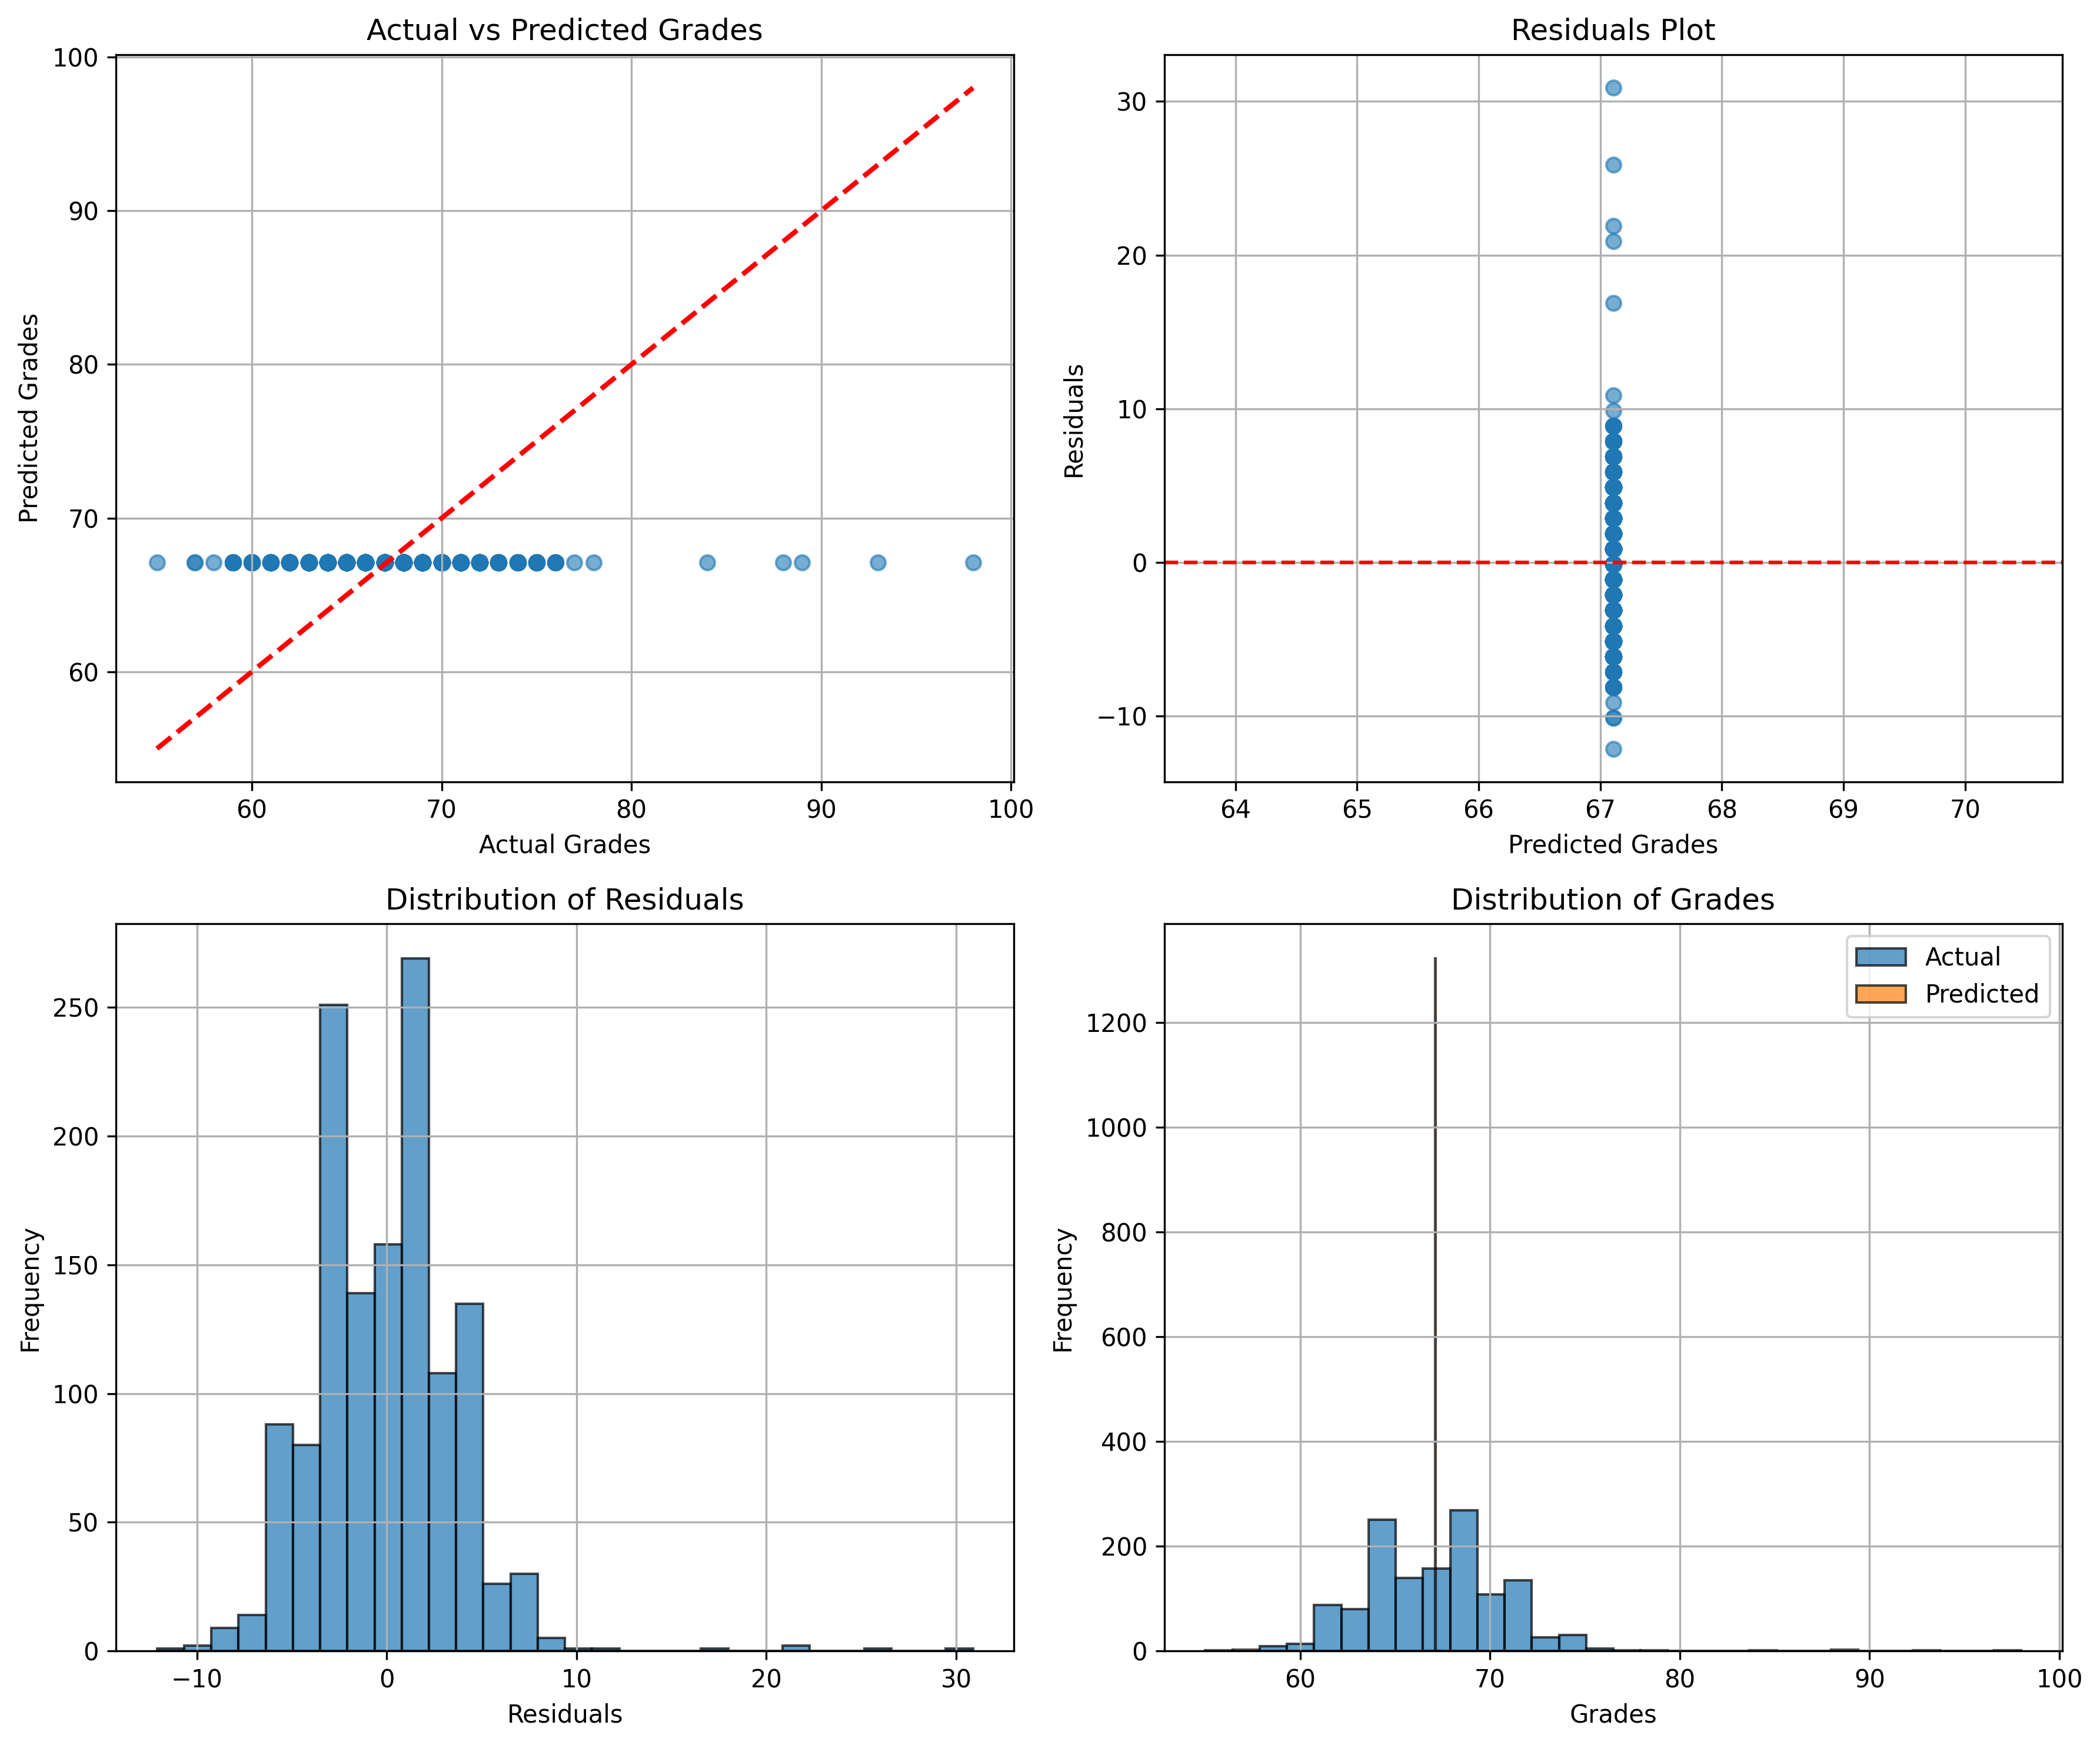 Actual vs Predicted Grades
100
90
80
70
60
Predicted Grades
60 70 80 90 100
Actual Grades
Residuals Plot
30
20
10
0
−10
Residuals
64 65 66 67 68 69 70
Predicted Grades
Distribution of Residuals
250
200
150
100
50
0
Frequency
−10 0 10 20 30
Residuals
Distribution of Grades
Actual
Predicted
1200
1000
800
600
400
200
0
Frequency
60 70 80 90 100
Grades